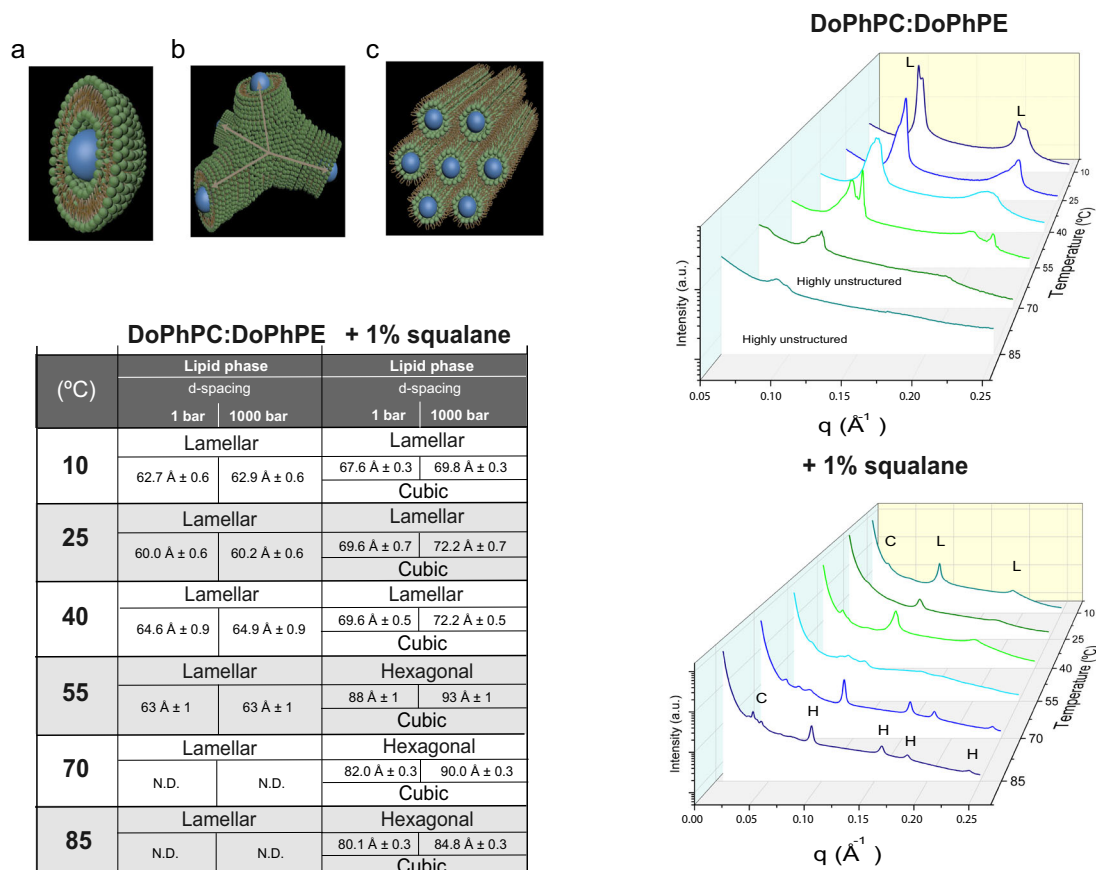 a
b
c
DoPhPC:DoPhPE + 1% squalane
(ºC)
Lipid phase
Lipid phase
d-spacing
d-spacing
1 bar 1000 bar 1 bar 1000 bar
10
Lamellar
Lamellar
62.7 Å ± 0.6 62.9 Å ± 0.6
67.6 Å ± 0.3 69.8 Å ± 0.3
Cubic
25
Lamellar
Lamellar
60.0 Å ± 0.6 60.2 Å ± 0.6
69.6 Å ± 0.7 72.2 Å ± 0.7
Cubic
40
Lamellar
Lamellar
64.6 Å ± 0.9 64.9 Å ± 0.9
69.6 Å ± 0.5 72.2 Å ± 0.5
Cubic
55
Lamellar
Hexagonal
63 Å ± 1 63 Å ± 1
88 Å ± 1 93 Å ± 1
Cubic
70
Lamellar
Hexagonal
N.D. N.D.
82.0 Å ± 0.3 90.0 Å ± 0.3
Cubic
85
Lamellar
Hexagonal
N.D. N.D.
80.1 Å ± 0.3 84.8 Å ± 0.3
Cubic
DoPhPC:DoPhPE
L
L
Highly unstructured
Highly unstructured
Intensity (a.u.)
0.05 0.10 0.15 0.20 0.25
q (Å⁻¹)
10
25
40
55
70
85
Temperature (ºC)
+ 1% squalane
C
L
L
C
H
H
H
H
Intensity (a.u.)
0.00 0.05 0.10 0.15 0.20 0.25
q (Å⁻¹)
10
25
40
55
70
85
Temperature (ºC)